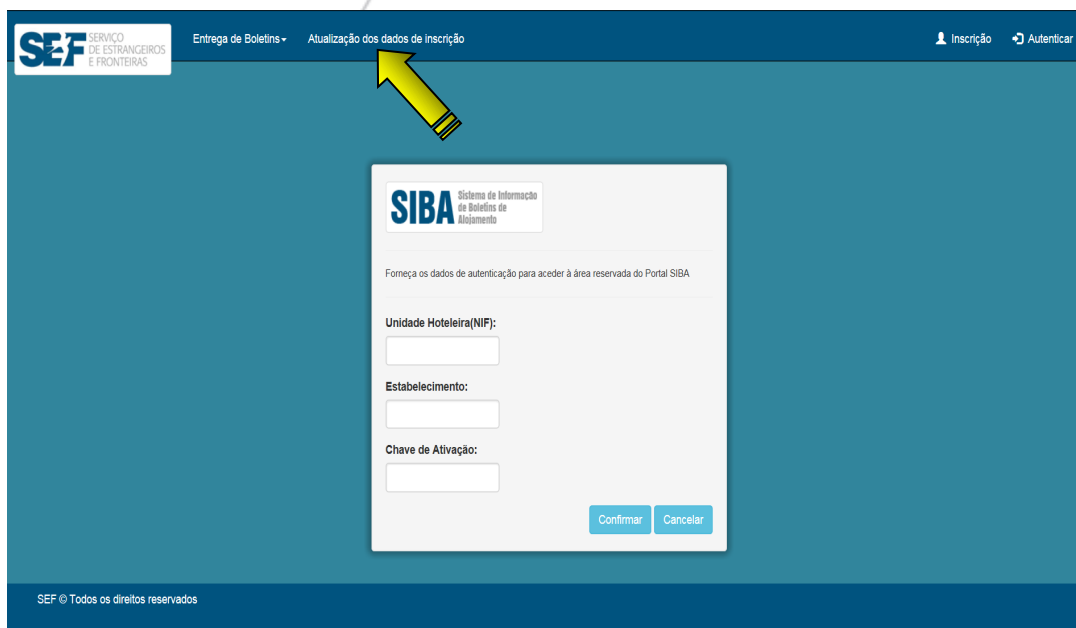 SEF SERVIÇO
DE ESTRANGEIROS
E FRONTEIRAS
Entrega de Boletins
Atualização dos dados de inscrição
Inscrição
Autenticar
SIBA Sistema de Informação
de Boletins de
Alojamento
Forneça os dados de autenticação para aceder à área reservada do Portal SIBA
Unidade Hoteleira(NIF):
Estabelecimento:
Chave de Ativação:
Confirmar
Cancelar
SEF © Todos os direitos reservados